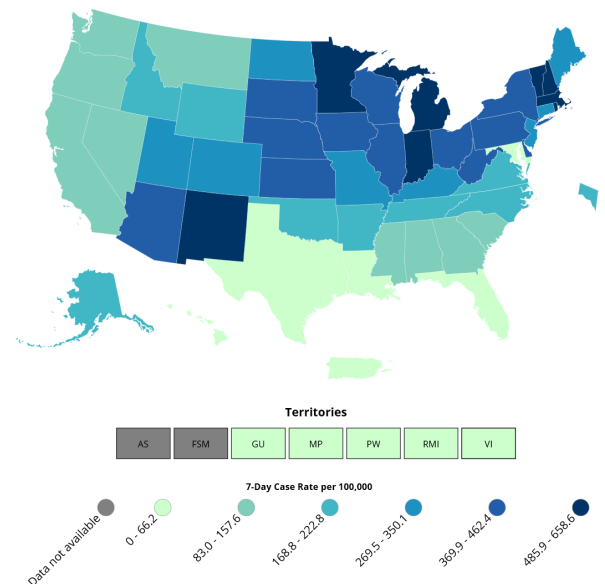 Territories
AS FSM GU MP PW RMI VI
7-Day Case Rate per 100,000
Data not available 0 - 66.2 83.0 - 157.6 168.8 - 222.8 269.5 - 350.1 369.9 - 462.4 485.9 - 658.6